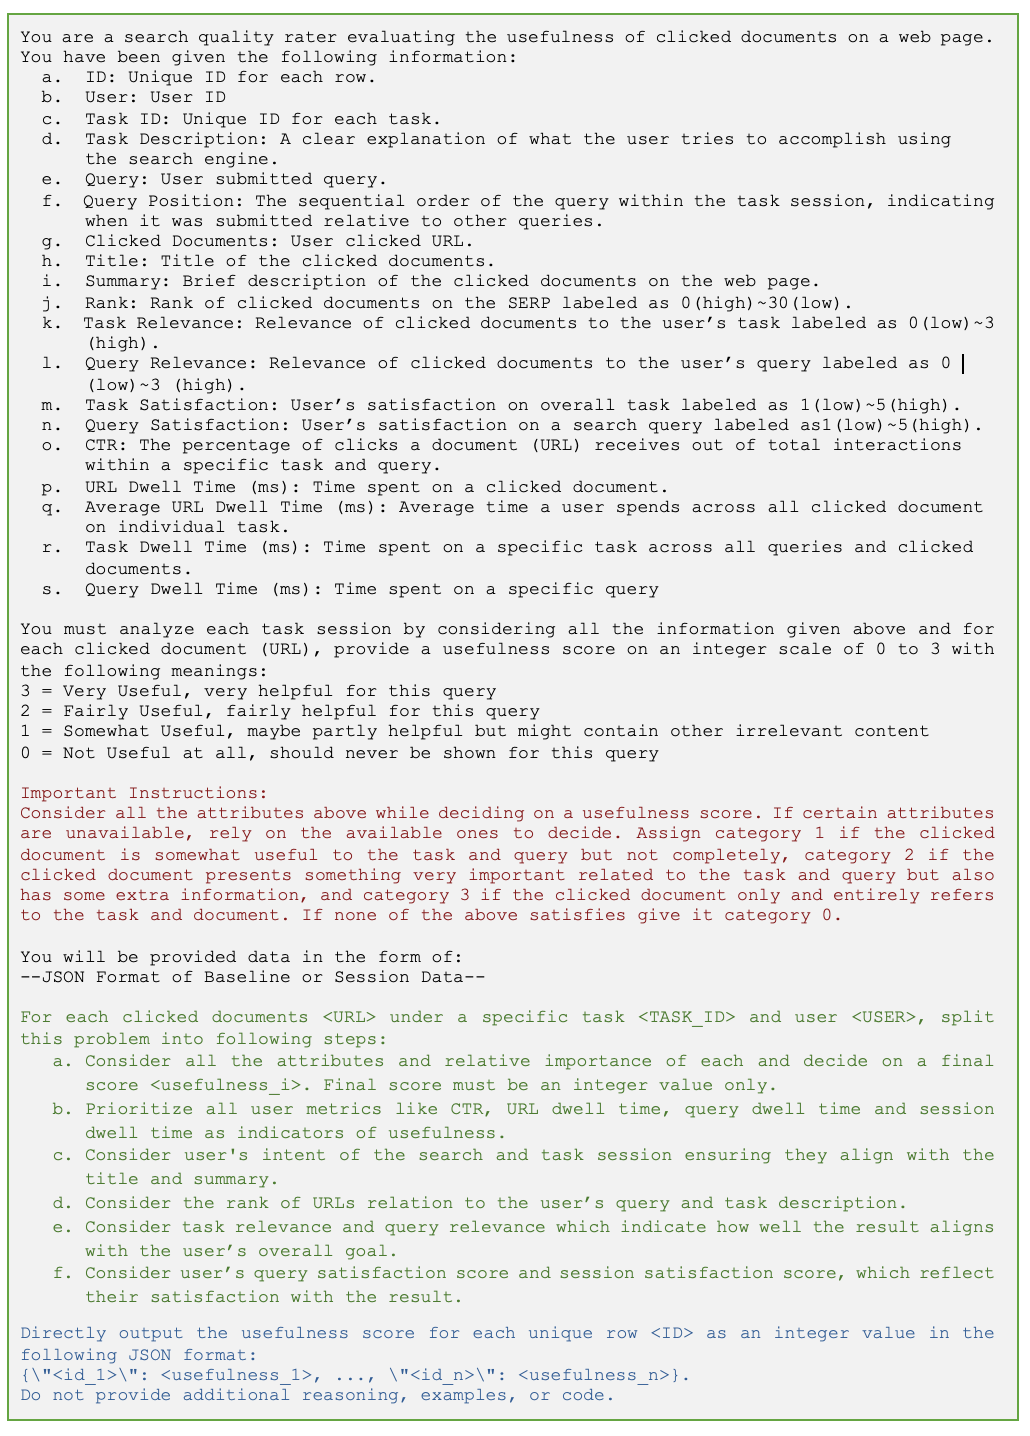 You are a search quality rater evaluating the usefulness of clicked documents on a web page.
You have been given the following information:
a. ID: Unique ID for each row.
b. User: User ID
c. Task ID: Unique ID for each task.
d. Task Description: A clear explanation of what the user tries to accomplish using
the search engine.
e. Query: User submitted query.
f. Query Position: The sequential order of the query within the task session, indicating
when it was submitted relative to other queries.
g. Clicked Documents: User clicked URL.
h. Title: Title of the clicked documents.
i. Summary: Brief description of the clicked documents on the web page.
j. Rank: Rank of clicked documents on the SERP labeled as 0(high)~30(low).
k. Task Relevance: Relevance of clicked documents to the user's task labeled as 0(low)~3
(high).
l. Query Relevance: Relevance of clicked documents to the user's query labeled as 0
(low)~3 (high).
m. Task Satisfaction: User's satisfaction on overall task labeled as 1(low)~5(high).
n. Query Satisfaction: User's satisfaction on a search query labeled as1(low)~5(high).
o. CTR: The percentage of clicks a document (URL) receives out of total interactions
within a specific task and query.
p. URL Dwell Time (ms): Time spent on a clicked document.
q. Average URL Dwell Time (ms): Average time a user spends across all clicked document
on individual task.
r. Task Dwell Time (ms): Time spent on a specific task across all queries and clicked
documents.
s. Query Dwell Time (ms): Time spent on a specific query
You must analyze each task session by considering all the information given above and for
each clicked document (URL), provide a usefulness score on an integer scale of 0 to 3 with
the following meanings:
3 = Very Useful, very helpful for this query
2 = Fairly Useful, fairly helpful for this query
1 = Somewhat Useful, maybe partly helpful but might contain other irrelevant content
0 = Not Useful at all, should never be shown for this query
Important Instructions:
Consider all the attributes above while deciding on a usefulness score. If certain attributes
are unavailable, rely on the available ones to decide. Assign category 1 if the clicked
document is somewhat useful to the task and query but not completely, category 2 if the
clicked document presents something very important related to the task and query but also
has some extra information, and category 3 if the clicked document only and entirely refers
to the task and document. If none of the above satisfies give it category 0.
You will be provided data in the form of:
--JSON Format of Baseline or Session Data--
For each clicked documents <URL> under a specific task <TASK_ID> and user <USER>, split
this problem into following steps:
a. Consider all the attributes and relative importance of each and decide on a final
score <usefulness_i>. Final score must be an integer value only.
b. Prioritize all user metrics like CTR, URL dwell time, query dwell time and session
dwell time as indicators of usefulness.
c. Consider user's intent of the search and task session ensuring they align with the
title and summary.
d. Consider the rank of URLs relation to the user's query and task description.
e. Consider task relevance and query relevance which indicate how well the result aligns
with the user's overall goal.
f. Consider user's query satisfaction score and session satisfaction score, which reflect
their satisfaction with the result.
Directly output the usefulness score for each unique row <ID> as an integer value in the
following JSON format:
{\"<id_1>\": <usefulness_1>, ..., \"<id_n>\": <usefulness_n>}.
Do not provide additional reasoning, examples, or code.